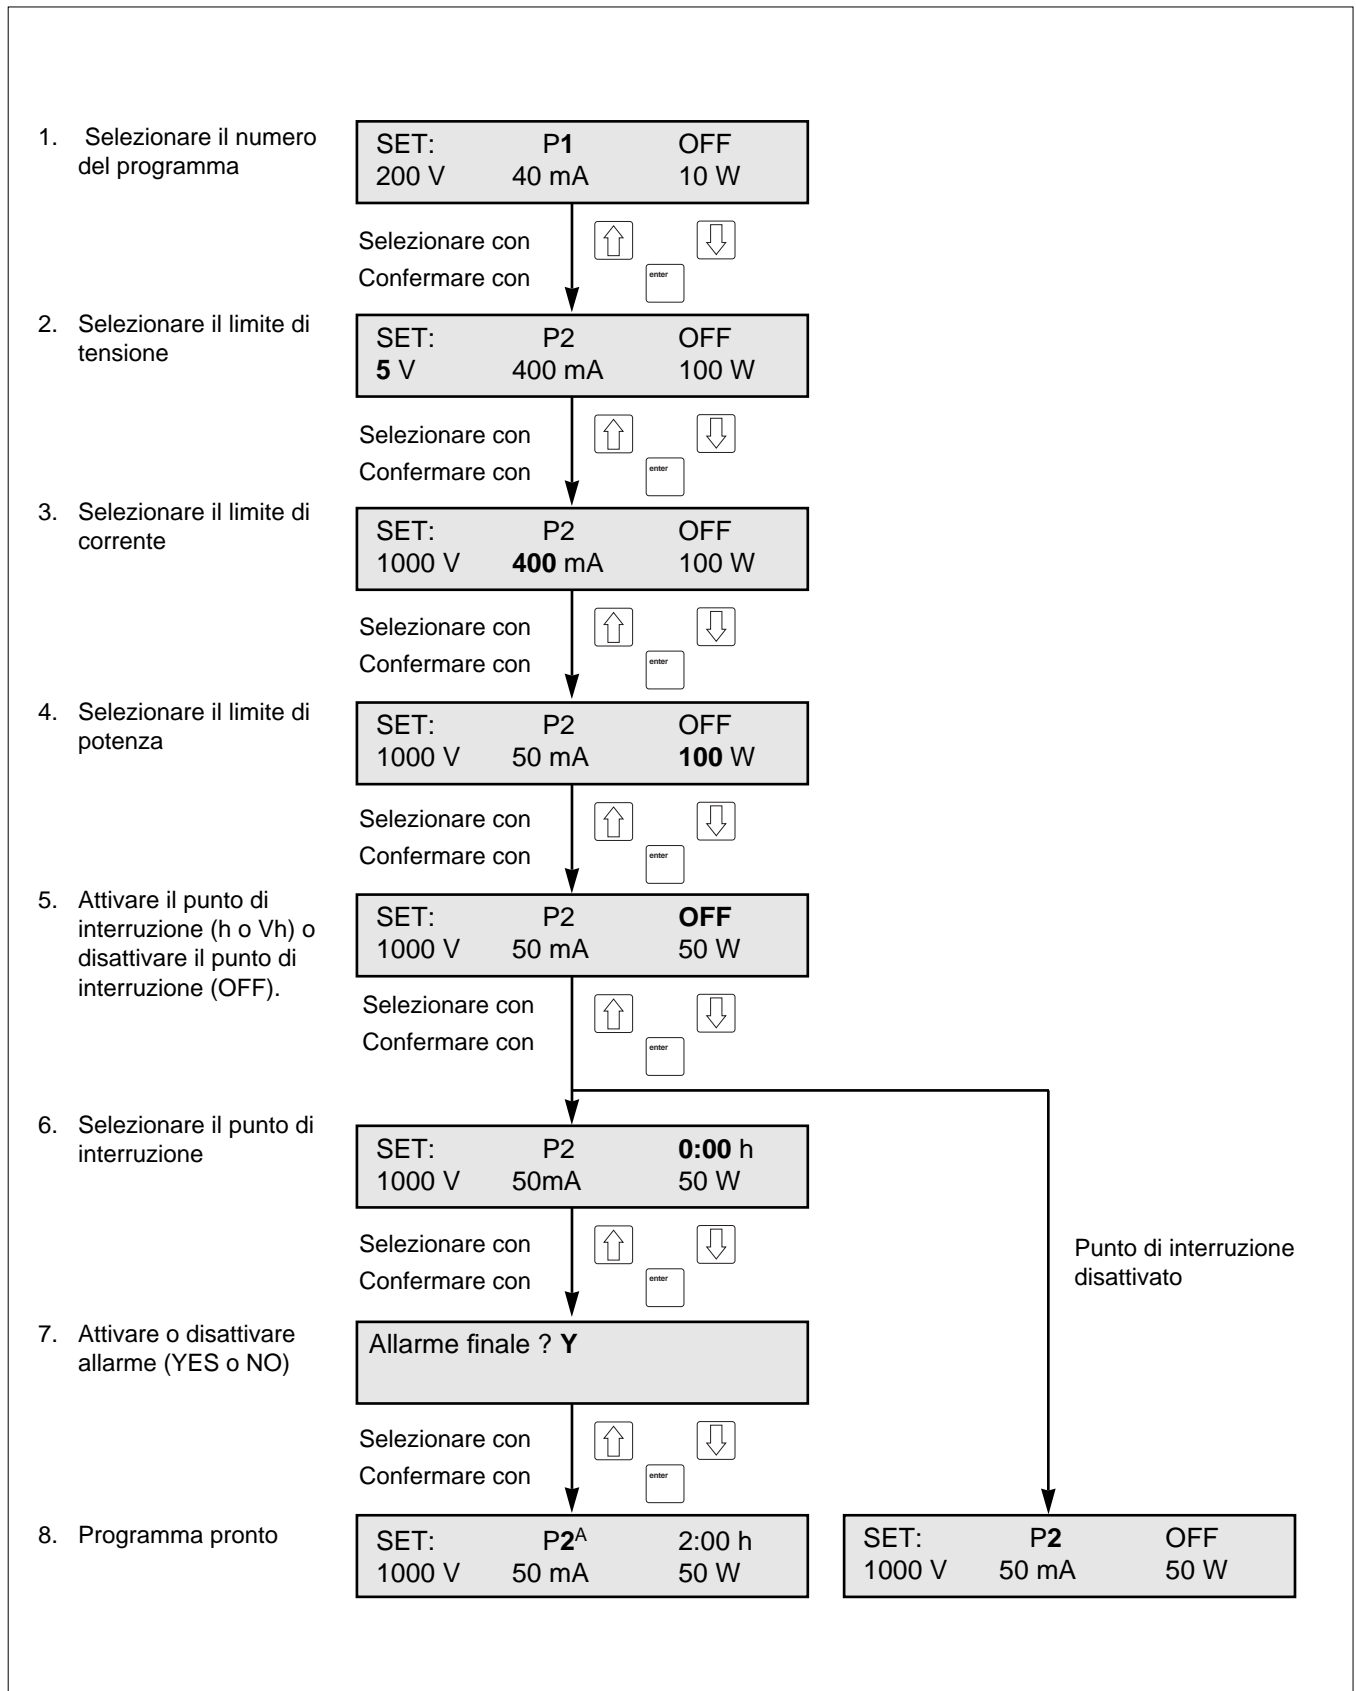 1. Selezionare il numero
del programma
SET: P1 OFF
200 V 40 mA 10 W
Selezionare con
Confermare con
enter
2. Selezionare il limite di
tensione
SET: P2 OFF
5 V 400 mA 100 W
Selezionare con
Confermare con
enter
3. Selezionare il limite di
corrente
SET: P2 OFF
1000 V 400 mA 100 W
Selezionare con
Confermare con
enter
4. Selezionare il limite di
potenza
SET: P2 OFF
1000 V 50 mA 100 W
Selezionare con
Confermare con
enter
5. Attivare il punto di
interruzione (h o Vh) o
disattivare il punto di
interruzione (OFF).
SET: P2 OFF
1000 V 50 mA 50 W
Selezionare con
Confermare con
enter
6. Selezionare il punto di
interruzione
SET: P2 0:00 h
1000 V 50mA 50 W
Selezionare con
Confermare con
enter
Punto di interruzione
disattivato
7. Attivare o disattivare
allarme (YES o NO)
Allarme finale ? Y
Selezionare con
Confermare con
enter
8. Programma pronto
SET: P2A 2:00 h
1000 V 50 mA 50 W
SET: P2 OFF
1000 V 50 mA 50 W